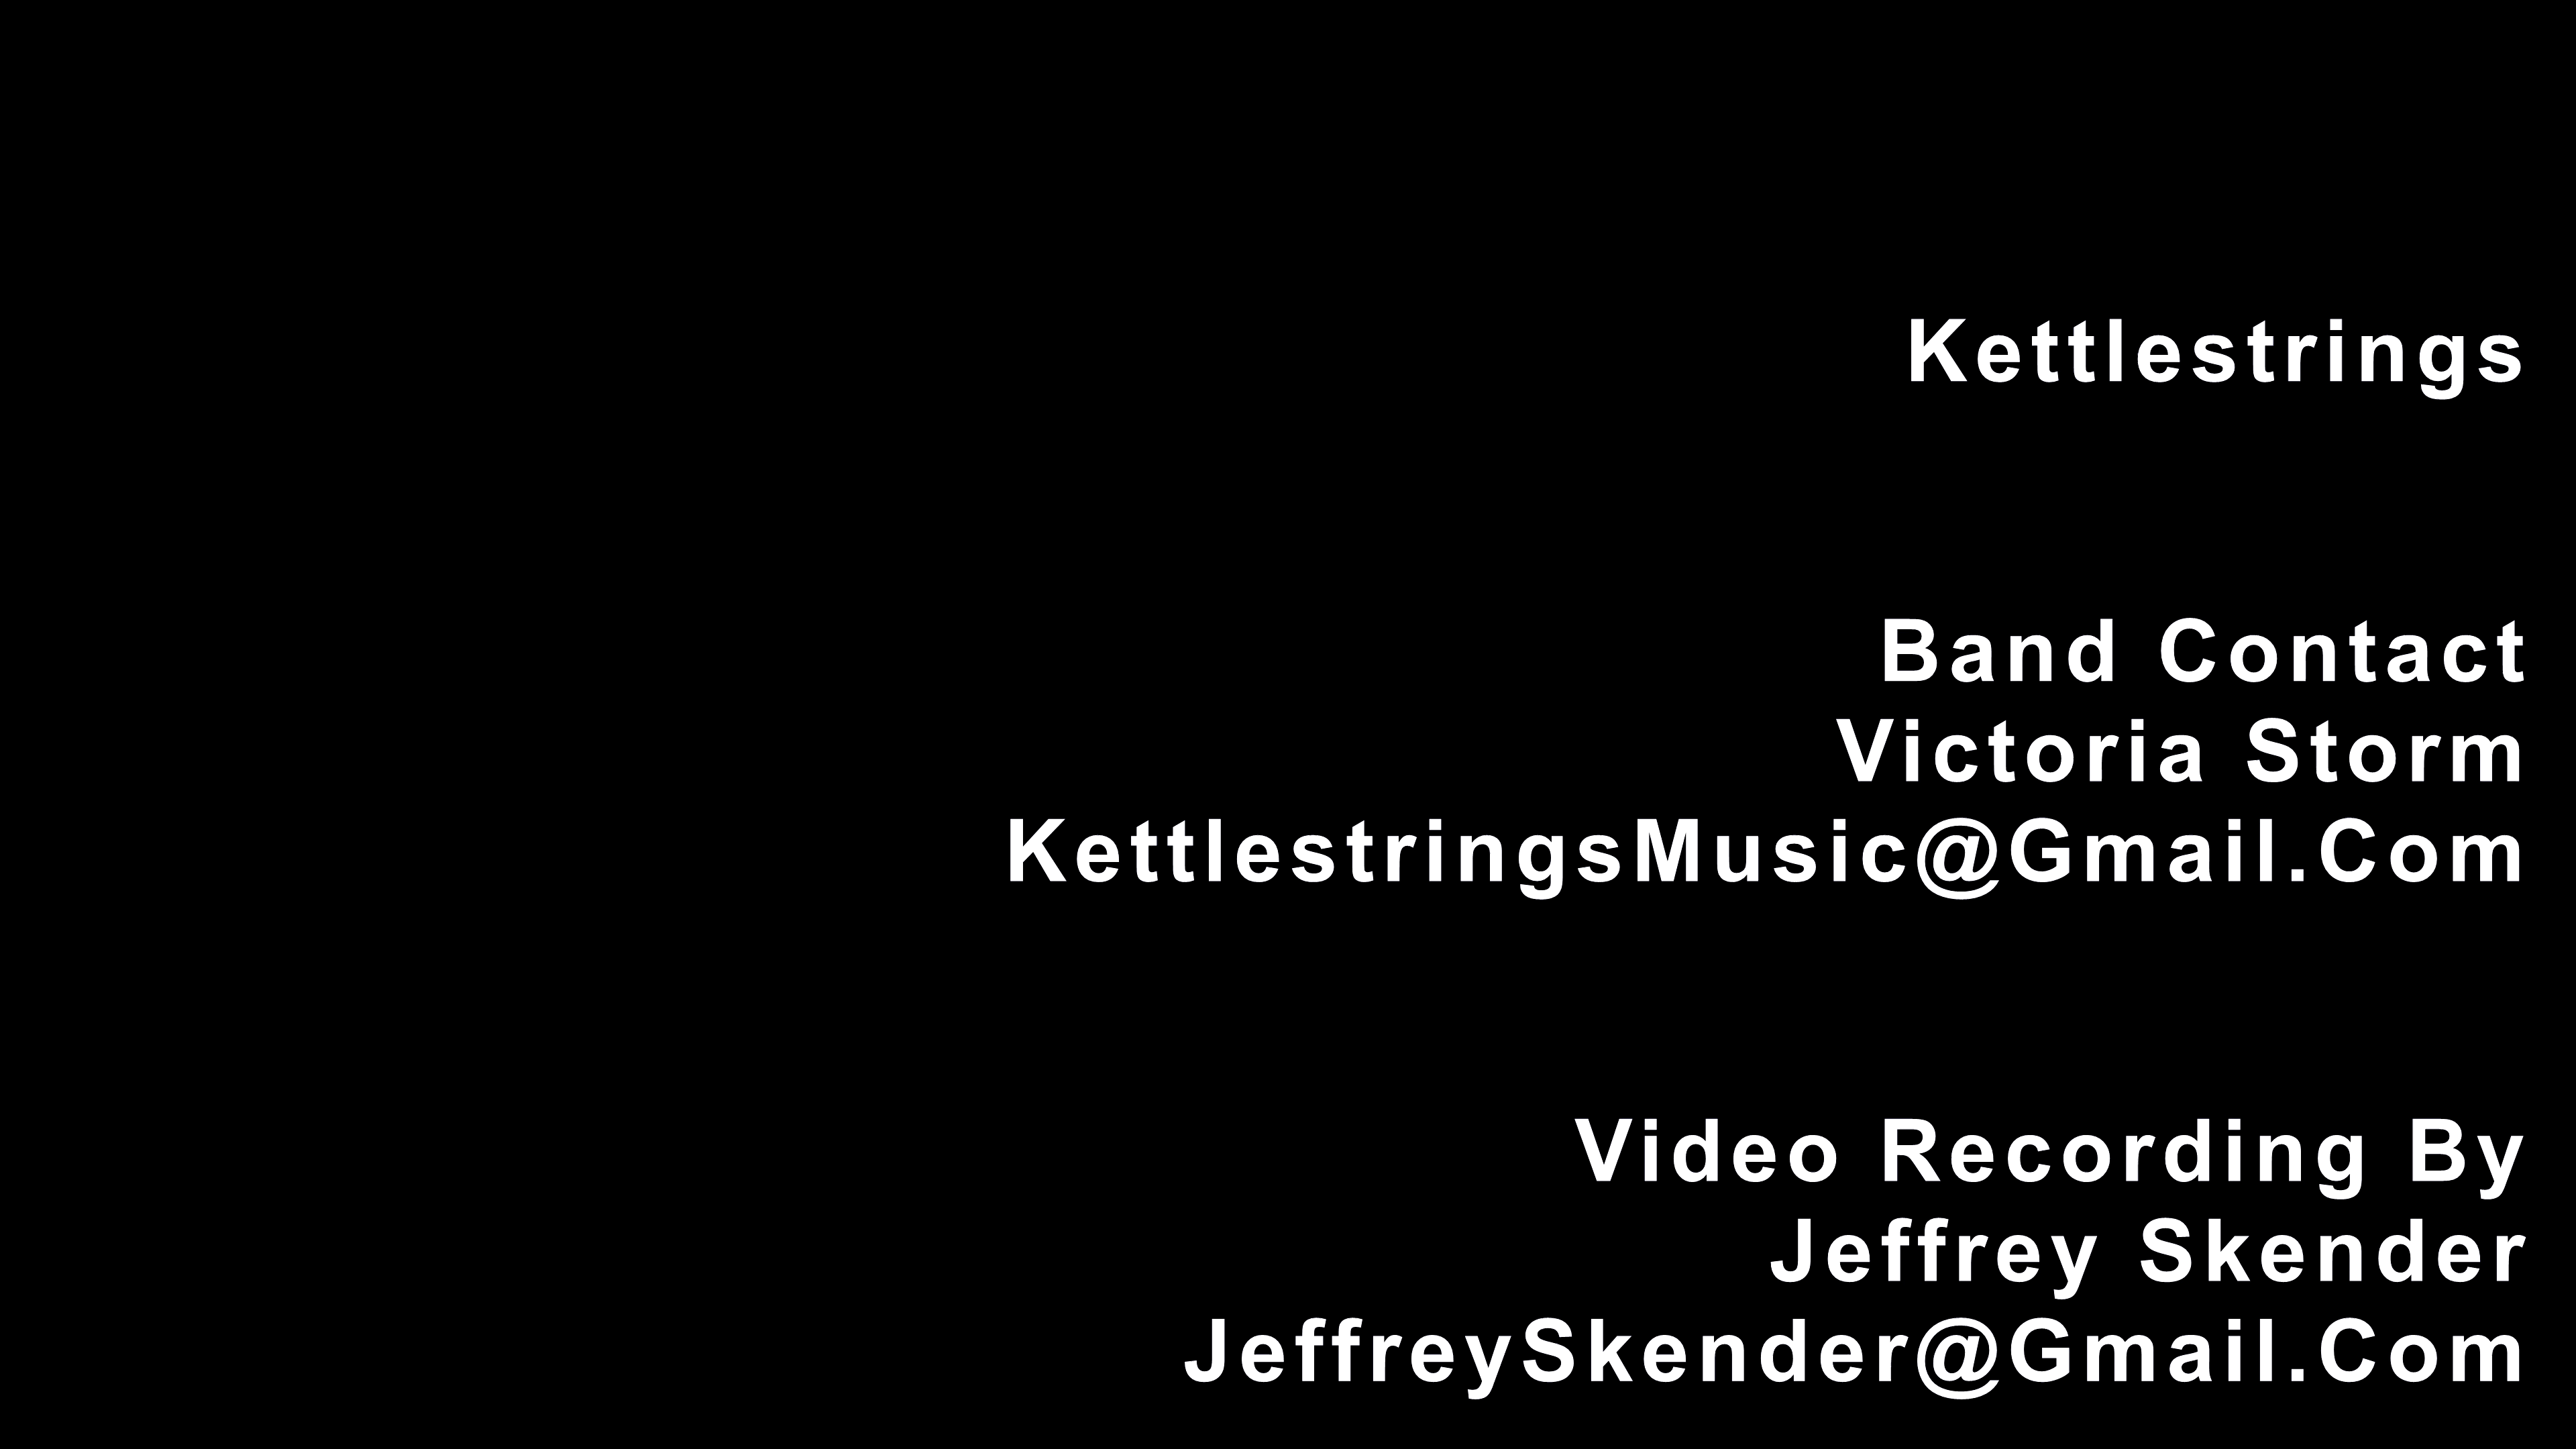 Kettlestrings
Band Contact
Victoria Storm
KettlestringsMusic@Gmail.Com
Video Recording By
Jeffrey Skender
JeffreySkender@Gmail.Com